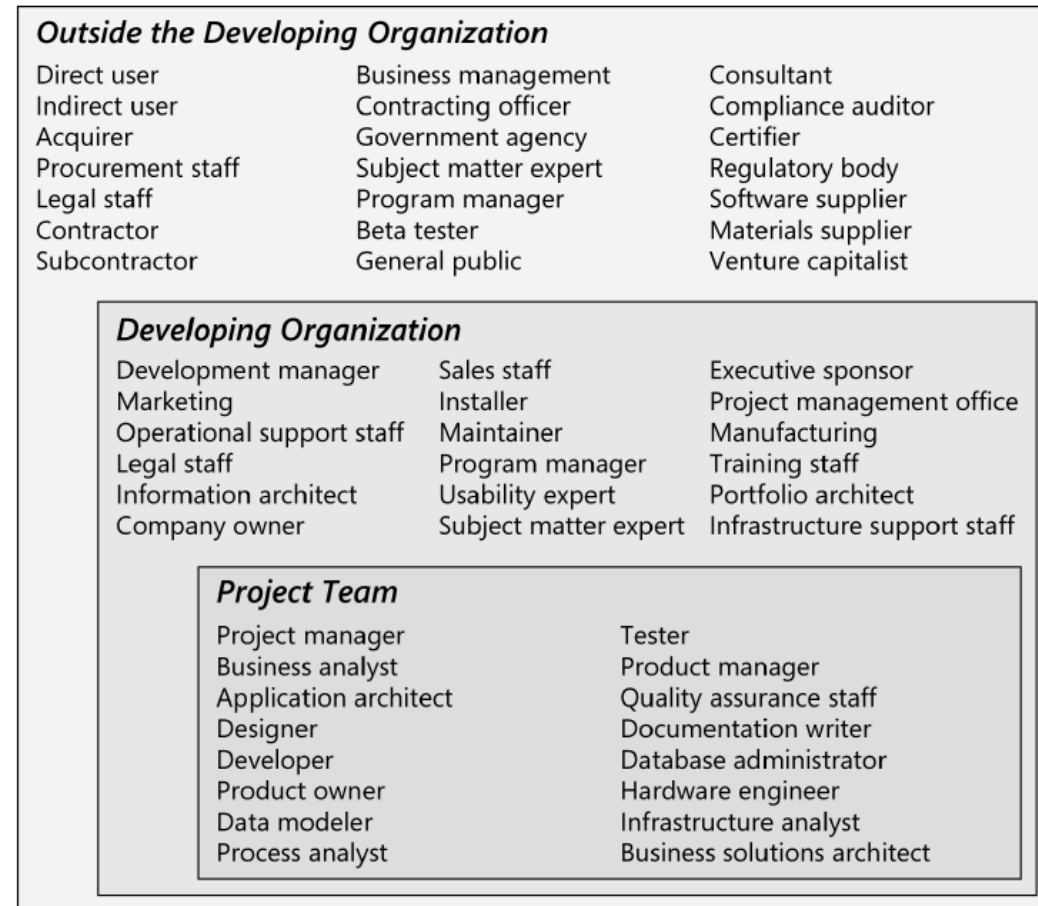 Outside the Developing Organization
Direct user
Indirect user
Acquirer
Procurement staff
Legal staff
Contractor
Subcontractor
Business management
Contracting officer
Government agency
Subject matter expert
Program manager
Beta tester
General public
Consultant
Compliance auditor
Certifier
Regulatory body
Software supplier
Materials supplier
Venture capitalist
Developing Organization
Development manager
Marketing
Operational support staff
Legal staff
Information architect
Company owner
Sales staff
Installer
Maintainer
Program manager
Usability expert
Subject matter expert
Executive sponsor
Project management office
Manufacturing
Training staff
Portfolio architect
Infrastructure support staff
Project Team
Project manager
Business analyst
Application architect
Designer
Developer
Product owner
Data modeler
Process analyst
Tester
Product manager
Quality assurance staff
Documentation writer
Database administrator
Hardware engineer
Infrastructure analyst
Business solutions architect